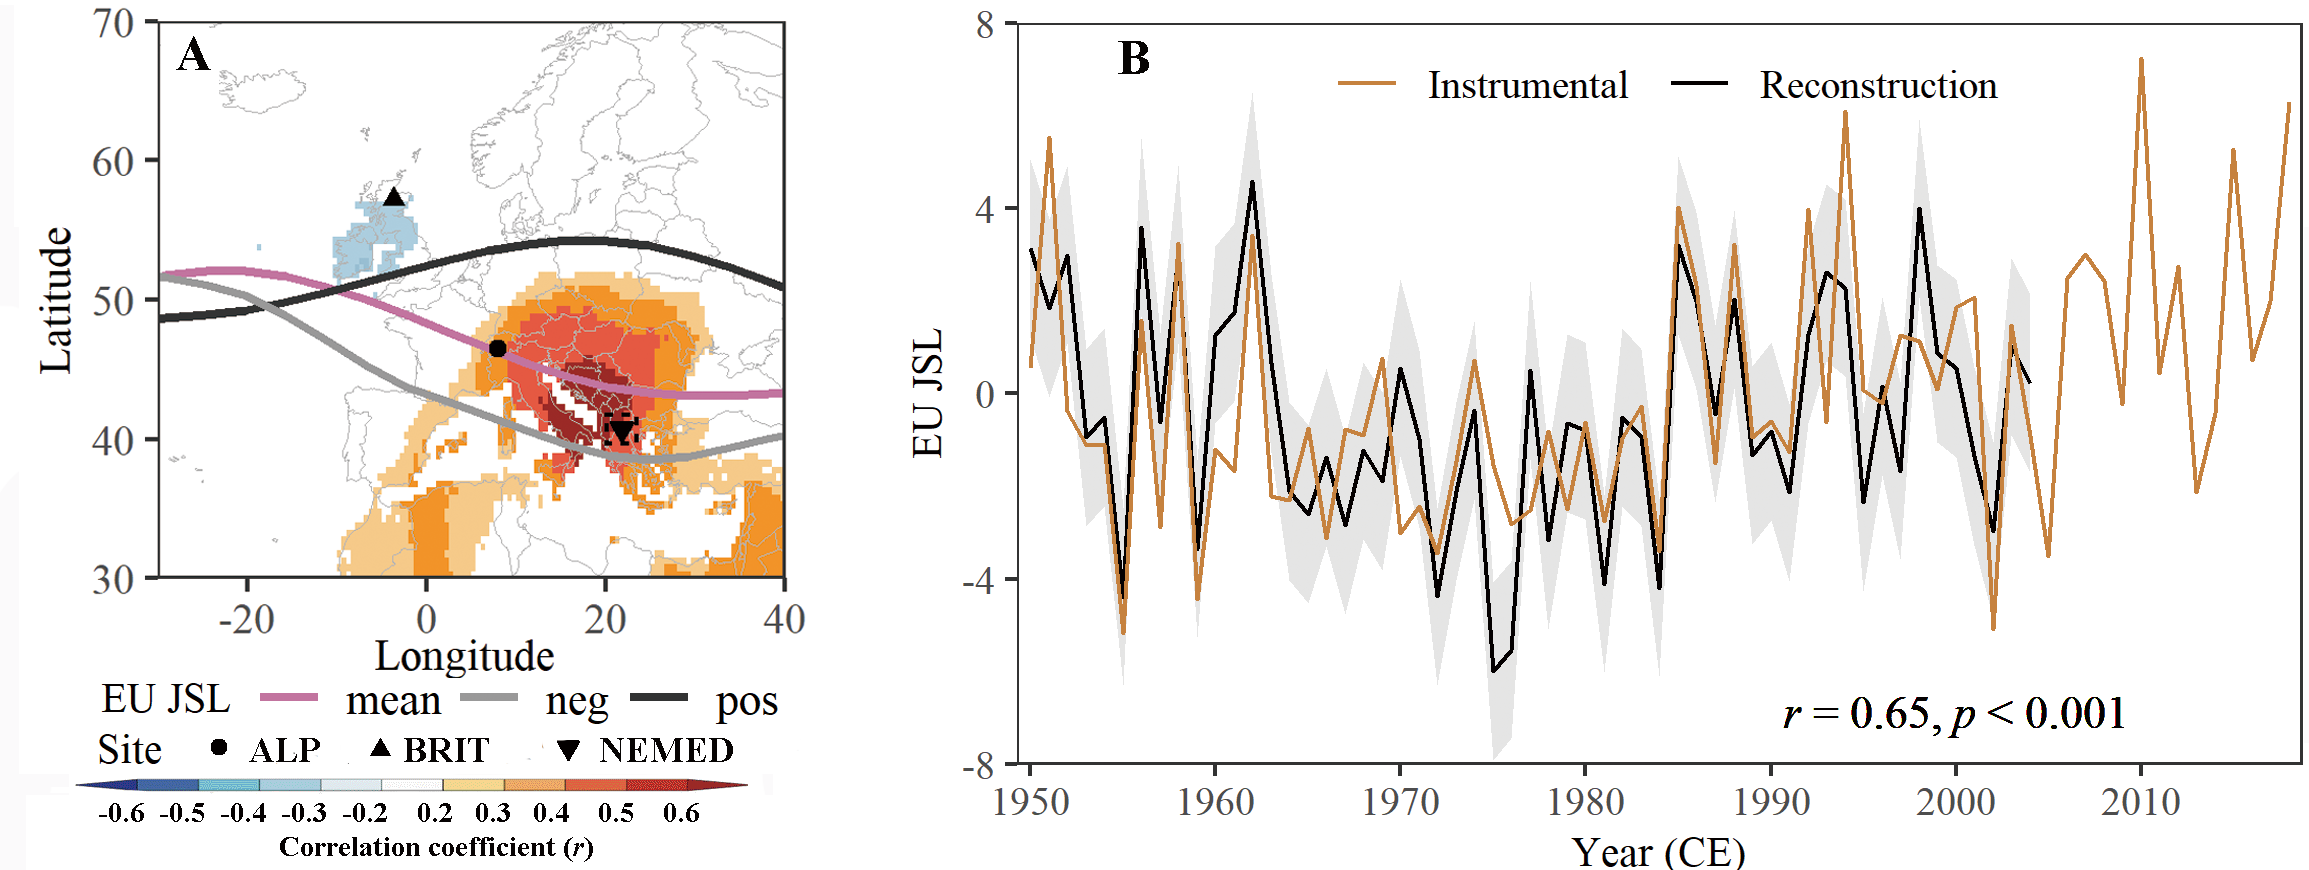 A
70
60
50
40
30
Latitude
-20 0 20 40
Longitude
EU JSL mean neg pos
Site ALP BRIT NEMED
-0.6 -0.5 -0.4 -0.3 -0.2 0.2 0.3 0.4 0.5 0.6
Correlation coefficient (r)
B
Instrumental Reconstruction
8
4
0
-4
-8
EU JSL
r = 0.65, p < 0.001
1950 1960 1970 1980 1990 2000 2010
Year (CE)